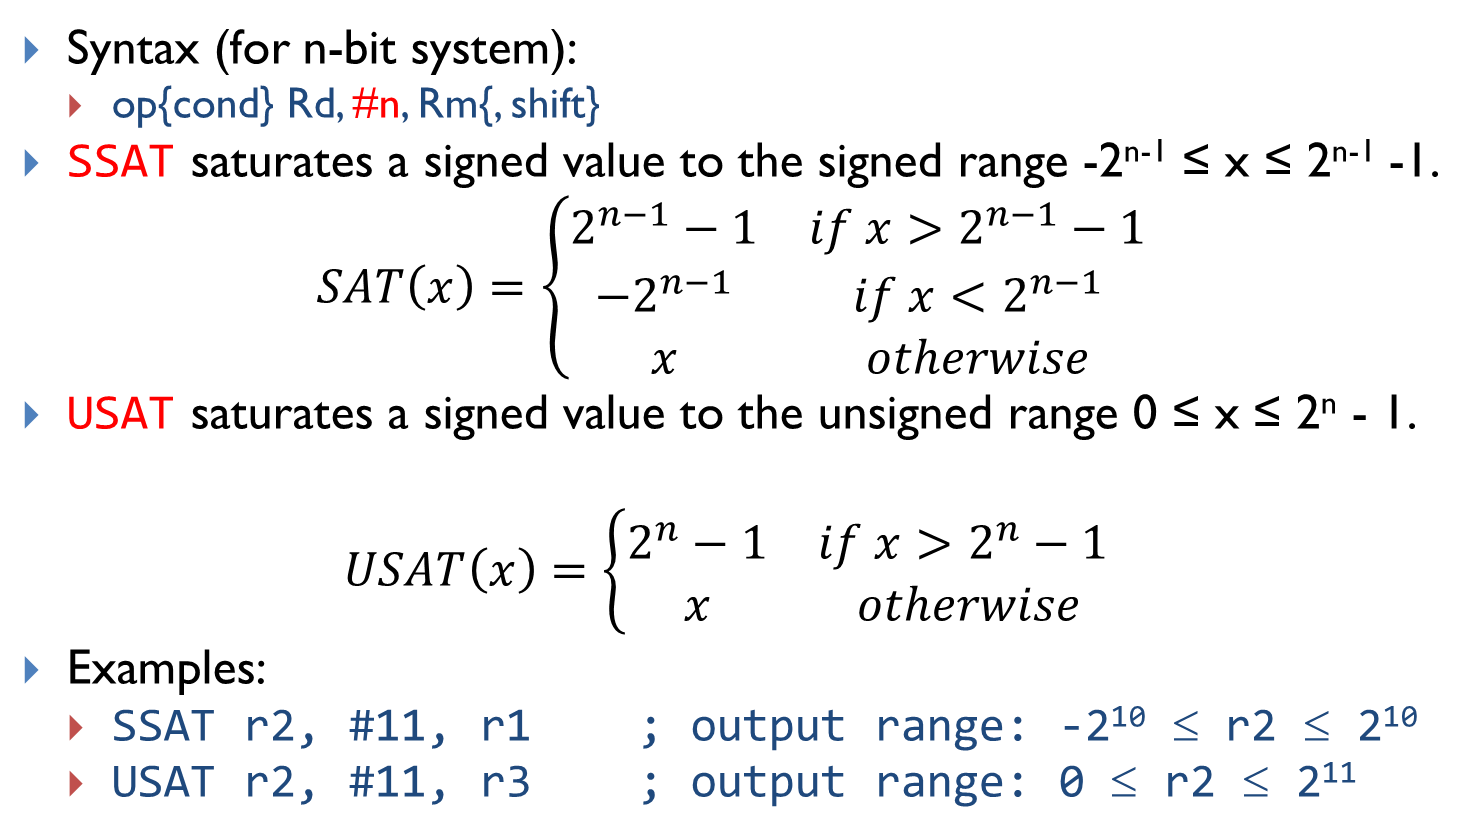 Syntax (for n-bit system):
op{cond} Rd, #n, Rm{, shift}
SSAT saturates a signed value to the signed range -2ⁿ⁻¹ ≤ x ≤ 2ⁿ⁻¹ -1.
2ⁿ⁻¹ − 1 if x > 2ⁿ⁻¹ − 1
SAT(x) = { −2ⁿ⁻¹ if x < 2ⁿ⁻¹
x otherwise
USAT saturates a signed value to the unsigned range 0 ≤ x ≤ 2ⁿ - 1.
2ⁿ − 1 if x > 2ⁿ − 1
USAT(x) = {
x otherwise
Examples:
SSAT r2, #11, r1 ; output range: -2¹⁰ ≤ r2 ≤ 2¹⁰
USAT r2, #11, r3 ; output range: 0 ≤ r2 ≤ 2¹¹